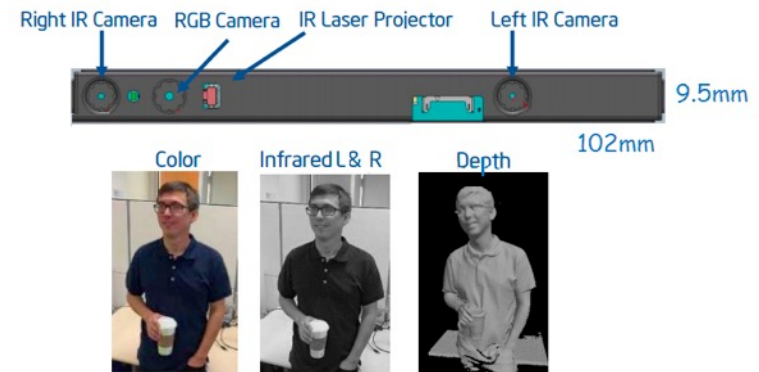 Right IR Camera RGB Camera IR Laser Projector Left IR Camera
9.5mm
102mm
Color Infrared L & R Depth